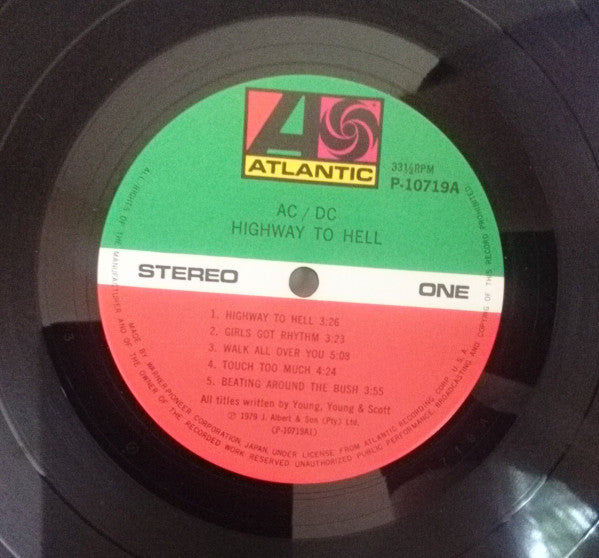 ATLANTIC
33⅓ RPM
P-10719A
AC/DC
HIGHWAY TO HELL
STEREO
ONE
1. HIGHWAY TO HELL 3:26
2. GIRLS GOT RHYTHM 3:23
3. WALK ALL OVER YOU 5:08
4. TOUCH TOO MUCH 4:24
5. BEATING AROUND THE BUSH 3:55
All titles written by Young, Young & Scott
Ⓟ 1979 J. Albert & Son (Pty.) Ltd.
(P-10719A1)
MADE BY WARNER-PIONEER CORPORATION, JAPAN, UNDER LICENSE FROM ATLANTIC RECORDING CORP., U.S.A.
ALL RIGHTS OF THE MANUFACTURER AND OF THE OWNER OF THE RECORDED WORK RESERVED UNAUTHORIZED PUBLIC PERFORMANCE, BROADCASTING AND COPYING OF THIS RECORD PROHIBITED.